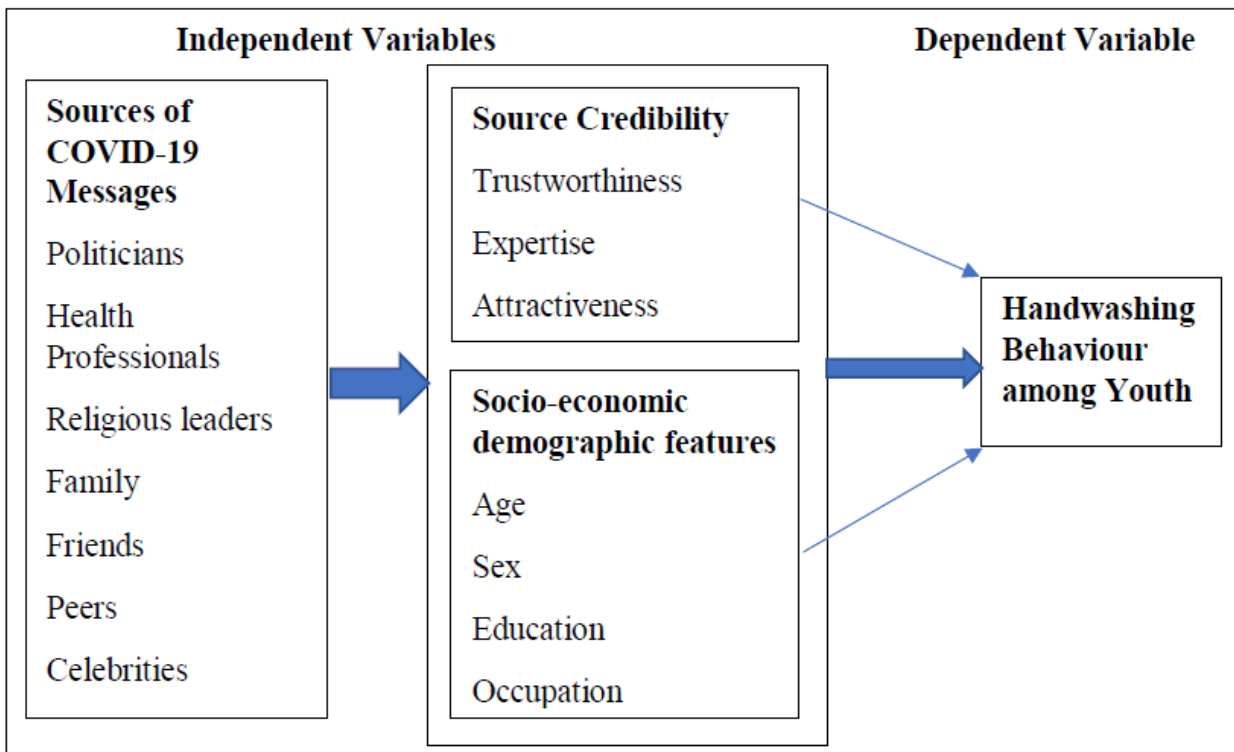 Independent Variables
Dependent Variable
Sources of
COVID-19
Messages
Politicians
Health
Professionals
Religious leaders
Family
Friends
Peers
Celebrities
Source Credibility
Trustworthiness
Expertise
Attractiveness
Socio-economic
demographic features
Age
Sex
Education
Occupation
Handwashing
Behaviour
among Youth